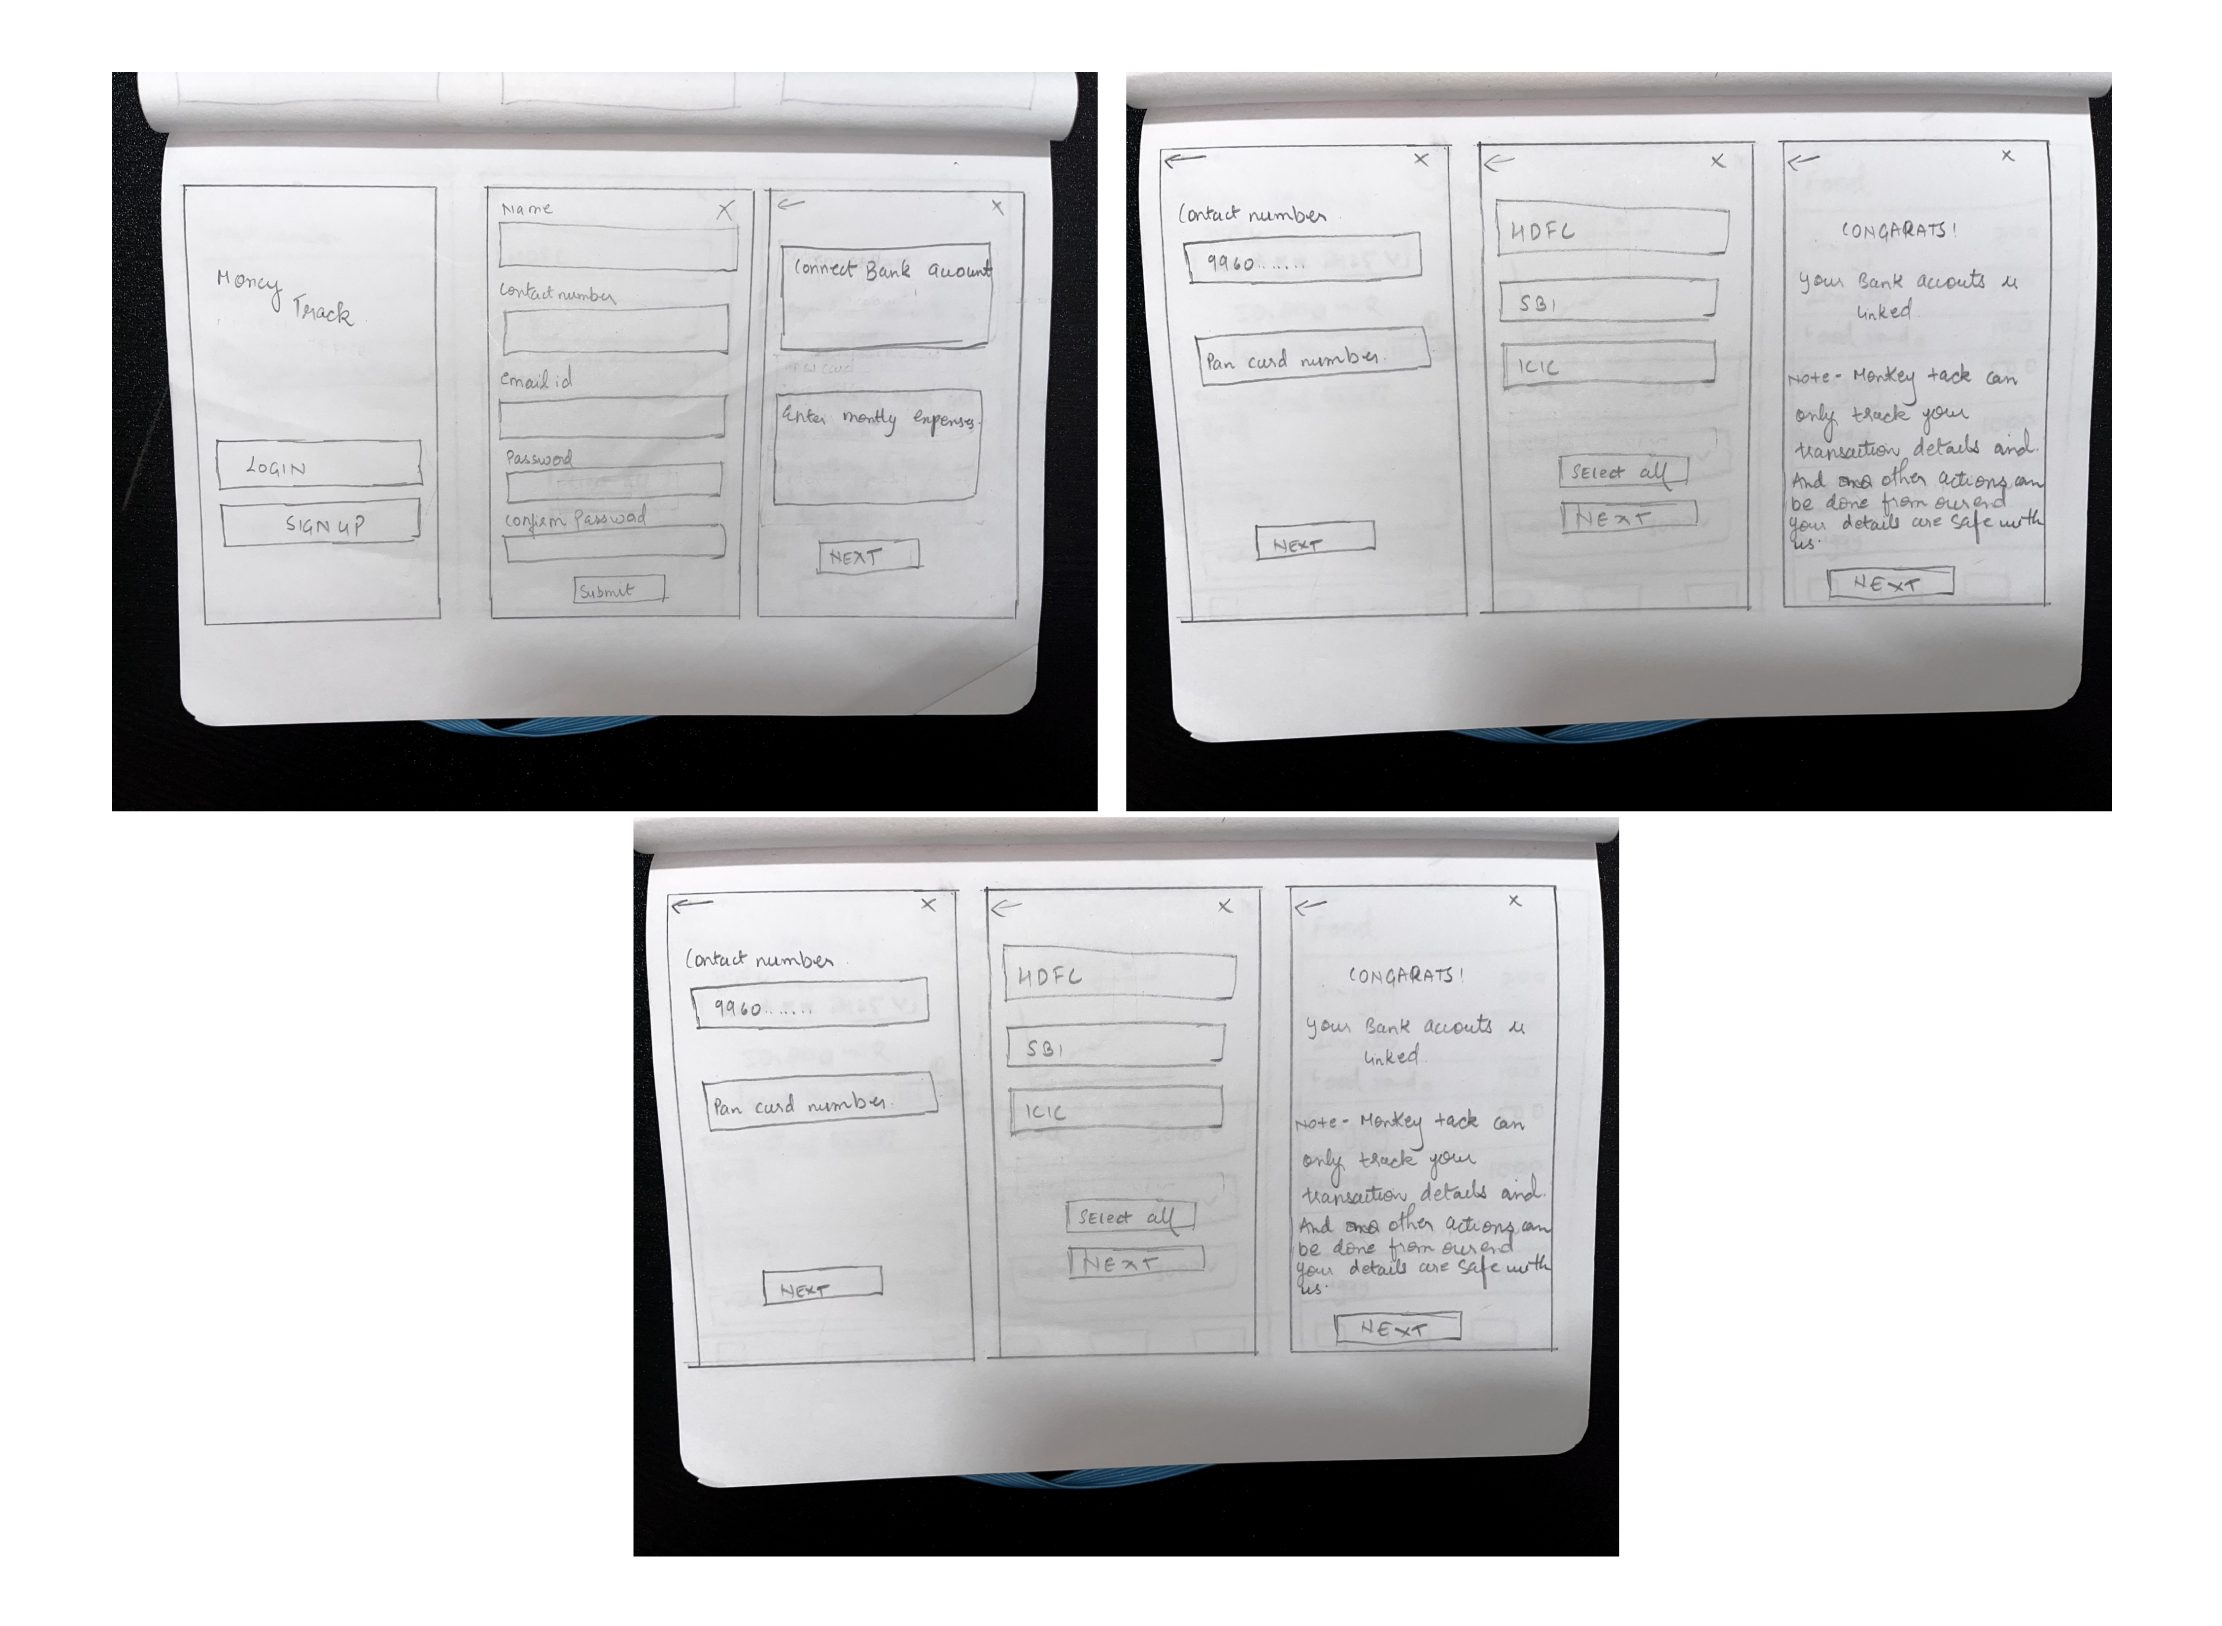 Money
Track
LOGIN
SIGN UP
Name
X
Contact number
Email id
Password
Confirm Passwod
Submit
X
Connect Bank account
Enter montly expenses.
NEXT
X
Contact number
9960.......
Pan card number.
NEXT
X
HDFC
SBI
ICIC
Select all
NEXT
X
CONGARATS!
Your Bank accouts is
linked
Note - Monkey tack can
only track your
transaction details and.
And no other actions can
be done from our end
your details are safe with
us.
NEXT
X
Contact number
9960.......
Pan card number.
NEXT
X
HDFC
SBI
ICIC
Select all
NEXT
X
CONGARATS!
Your Bank accouts is
linked
Note - Monkey tack can
only track your
transaction details and.
And no other actions can
be done from our end
your details are safe with
us.
NEXT